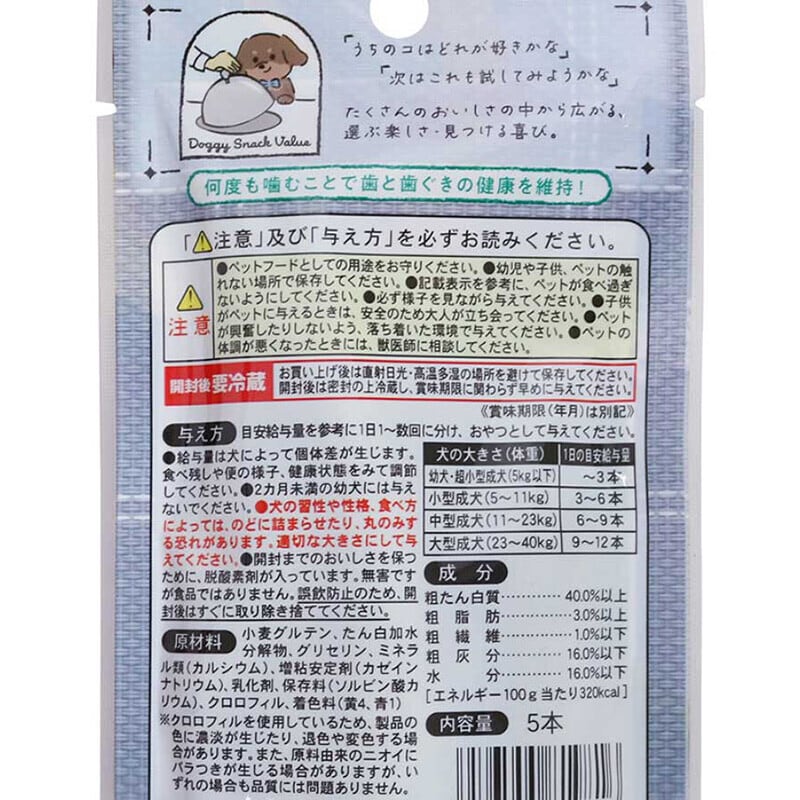 「うちのコはどれが好きかな」
「次はこれも試してみようかな」
たくさんのおいしさの中から広がる、
選ぶ楽しさ・見つける喜び。
Doggy Snack Value
何度も噛むことで歯と歯ぐきの健康を維持！
「⚠注意」及び「与え方」を必ずお読みください。
注意
●ペットフードとしての用途をお守りください。●幼児や子供、ペットの触
れない場所で保存してください。●記載表示を参考に、ペットが食べ過ぎ
ないようにしてください。●必ず様子を見ながら与えてください。●子供
がペットに与えるときは、安全のため大人が立ち会ってください。●ペット
が興奮したりしないよう、落ち着いた環境で与えてください。●ペットの
体調が悪くなったときには、獣医師に相談してください。
開封後要冷蔵
お買い上げ後は直射日光・高温多湿の場所を避けて保存してください。
開封後は密封の上冷蔵し、賞味期限に関わらず早めに与えてください。
《賞味期限（年月）は別記》
与え方 目安給与量を参考に1日1〜数回に分け、おやつとして与えてください。
●給与量は犬によって個体差が生じます。
食べ残しや便の様子、健康状態をみて調節
してください。●2カ月未満の幼犬には与え
ないでください。●犬の習性や性格、食べ方
によっては、のどに詰まらせたり、丸のみす
る恐れがあります。適切な大きさにして与
えてください。●開封までのおいしさを保つ
ために、脱酸素剤が入っています。無害です
が食品ではありません。誤飲防止のため、開
封後はすぐに取り除き捨ててください。
犬の大きさ（体重） 1日の目安給与量
幼犬・超小型成犬（5kg以下） 〜3本
小型成犬（5〜11kg） 3〜6本
中型成犬（11〜23kg） 6〜9本
大型成犬（23〜40kg） 9〜12本
原材料 小麦グルテン、たん白加水
分解物、グリセリン、ミネラ
ル類（カルシウム）、増粘安定剤（カゼイン
ナトリウム）、乳化剤、保存料（ソルビン酸カ
リウム）、クロロフィル、着色料（黄4、青1）
※クロロフィルを使用しているため、製品の
色に濃淡が生じたり、退色や変色する場
合があります。また、原料由来のニオイに
バラつきが生じる場合がありますが、い
ずれの場合も品質には問題ありません。
成分
粗たん白質 40.0%以上
粗脂肪 3.0%以上
粗繊維 1.0%以下
粗灰分 16.0%以下
水分 16.0%以下
［エネルギー100g当たり320kcal］
内容量 5本